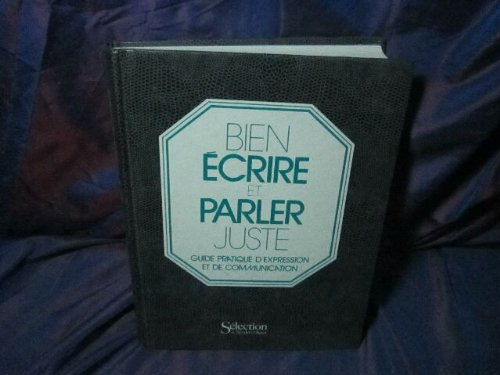 BIEN
ÉCRIRE
ET
PARLER
JUSTE
GUIDE PRATIQUE D'EXPRESSION
ET DE COMMUNICATION
Sélection